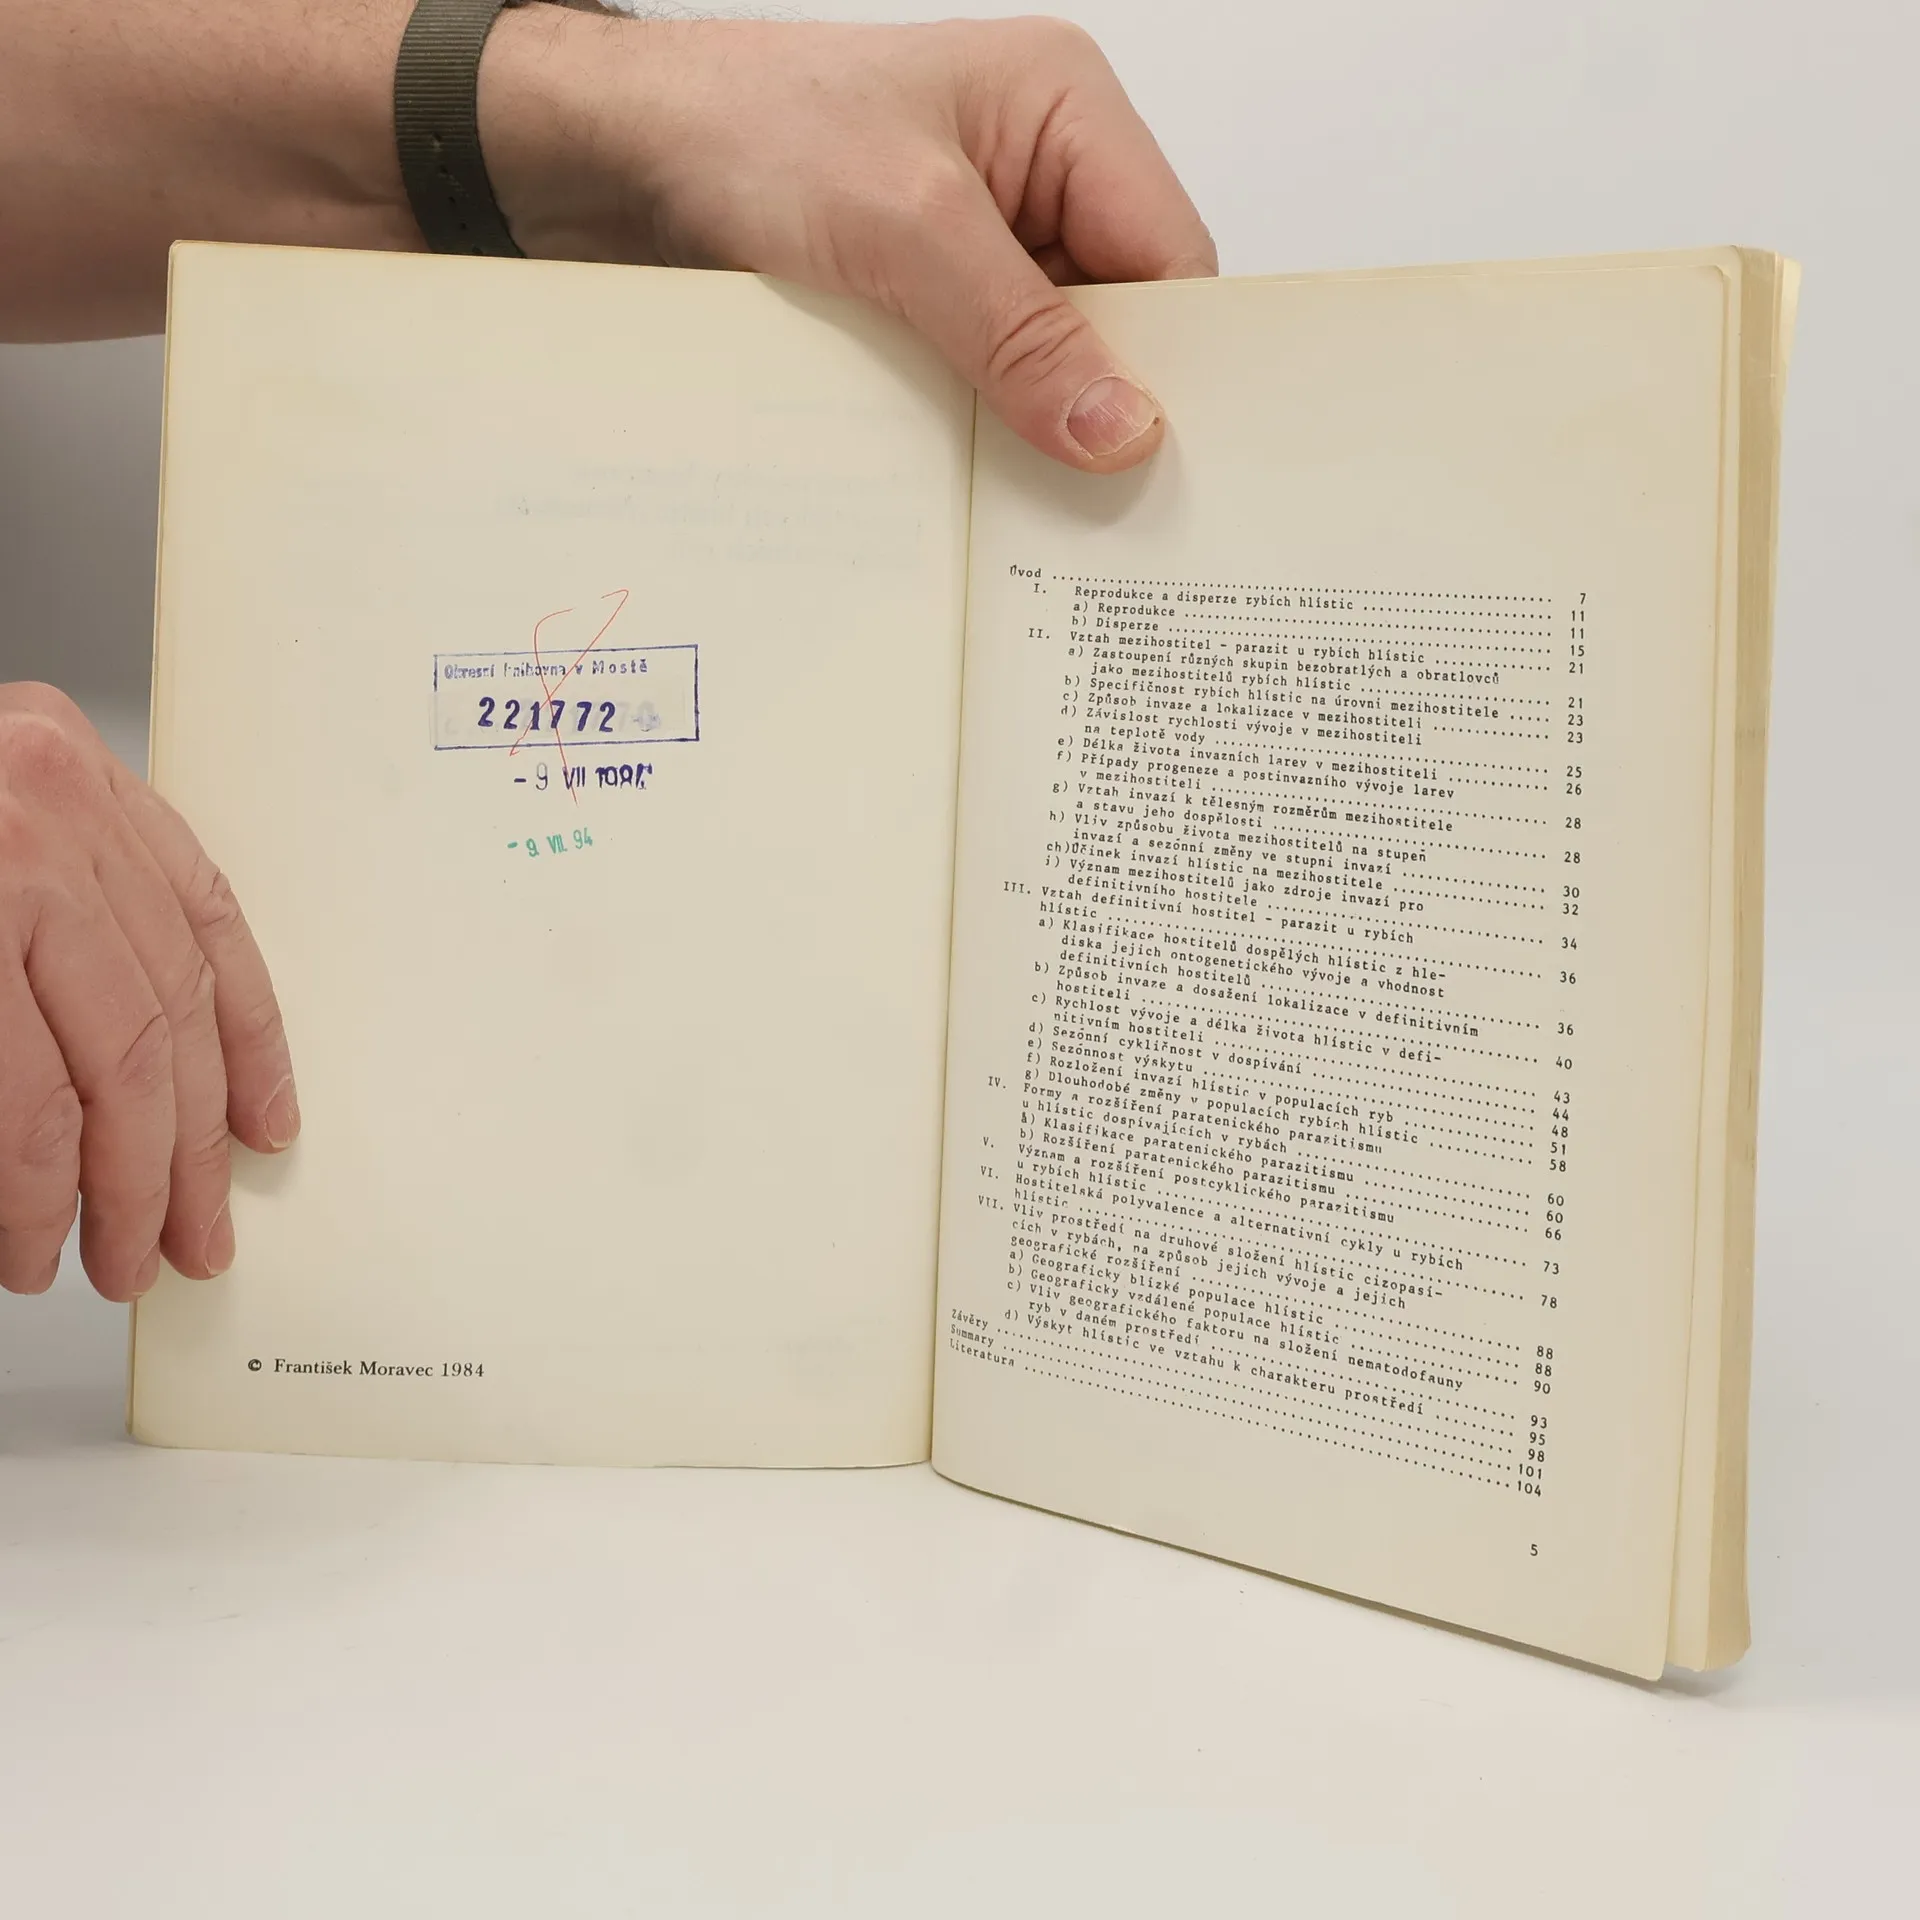 Okresní knihovna v Mostě
221772
- 9 VII
- 9. VII. 94
© František Moravec 1984
Úvod 7
I. Reprodukce a disperze rybích hlístic 11
a) Reprodukce 11
b) Disperze 15
II. Vztah mezihostitel - parazit u rybích hlístic 21
a) Zastoupení různých skupin bezobratlých a obratlovců
jako mezihostitelů rybích hlístic 21
b) Specifičnost rybích hlístic na úrovni mezihostitele 23
c) Způsob invaze a lokalizace v mezihostiteli 23
d) Závislost rychlosti vývoje v mezihostiteli
na teplotě vody 25
e) Délka života invazních larev v mezihostiteli 26
f) Případy progeneze a postinvazního vývoje larev
v mezihostiteli 28
g) Vztah invazí k tělesným rozměrům mezihostitele
a stavu jeho dospělosti 28
h) Vliv způsobu života mezihostitelů na stupeň
invazí a sezónní změny ve stupni invazí 30
ch)Účinek invazí hlístic na mezihostitele 32
i) Význam mezihostitelů jako zdroje invazí pro
definitivního hostitele 34
III. Vztah definitivní hostitel - parazit u rybích
hlístic 36
a) Klasifikace hostitelů dospělých hlístic z hle-
diska jejich ontogenetického vývoje a vhodnost
definitivních hostitelů 36
b) Způsob invaze a dosažení lokalizace v definitivním
hostiteli 40
c) Rychlost vývoje a délka života hlístic v defi-
nitivním hostiteli 43
d) Sezónní cykličnost v dospívání 44
e) Sezónnost výskytu 48
f) Rozložení invazí hlístic v populacích ryb 51
g) Dlouhodobé změny v populacích rybích hlístic 58
IV. Formy a rozšíření paratenického parazitismu
u hlístic dospívajících v rybách 60
a) Klasifikace paratenického parazitismu 60
b) Rozšíření paratenického parazitismu 66
V. Význam a rozšíření postcyklického parazitismu
u rybích hlístic 73
VI. Hostitelská polyvalence a alternativní cykly u rybích
hlístic 78
VII. Vliv prostředí na druhové složení hlístic cizopasí-
cích v rybách, na způsob jejich vývoje a jejich
geografické rozšíření 88
a) Geograficky blízké populace hlístic 88
b) Geograficky vzdálené populace hlístic 90
c) Vliv geografického faktoru na složení nematodofauny
ryb v daném prostředí 93
d) Výskyt hlístic ve vztahu k charakteru prostředí 95
Závěry 98
Summary 101
Literatura 104
5